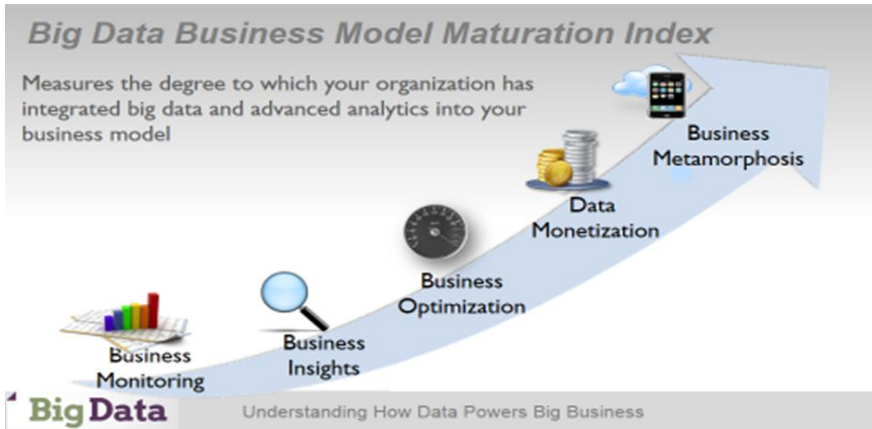 Big Data Business Model Maturation Index
Measures the degree to which your organization has
integrated big data and advanced analytics into your
business model
Business
Metamorphosis
Data
Monetization
Business
Optimization
Business
Insights
Business
Monitoring
Big Data
Understanding How Data Powers Big Business